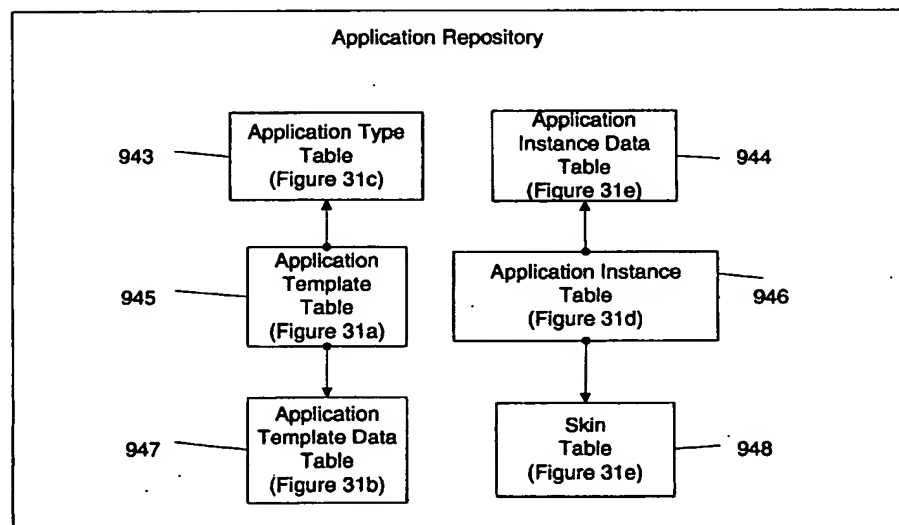 Application Repository
943
Application Type
Table
(Figure 31c)
Application
Instance Data
Table
(Figure 31e)
944
945
Application
Template
Table
(Figure 31a)
Application Instance
Table
(Figure 31d)
946
947
Application
Template Data
Table
(Figure 31b)
Skin
Table
(Figure 31e)
948